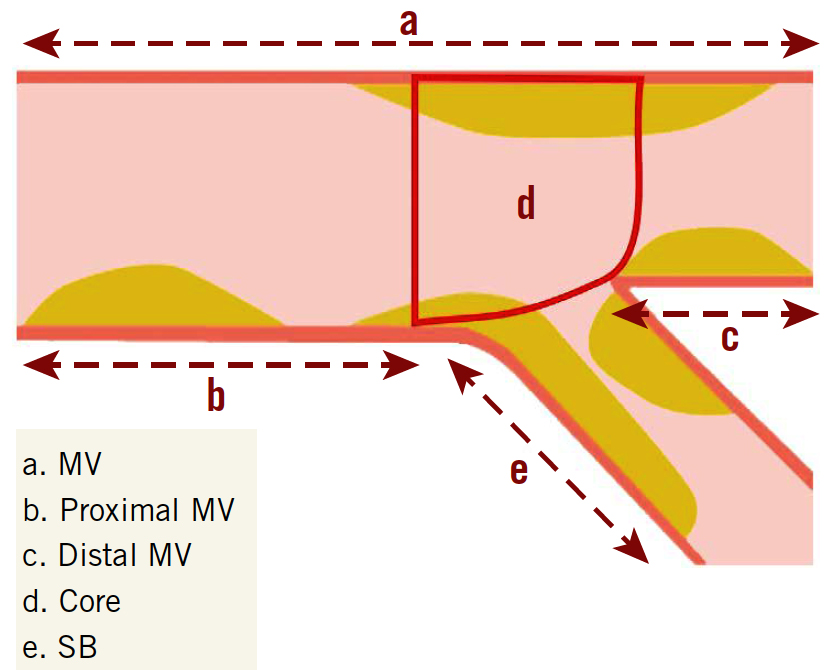 a
d
c
b
e
a. MV
b. Proximal MV
c. Distal MV
d. Core
e. SB